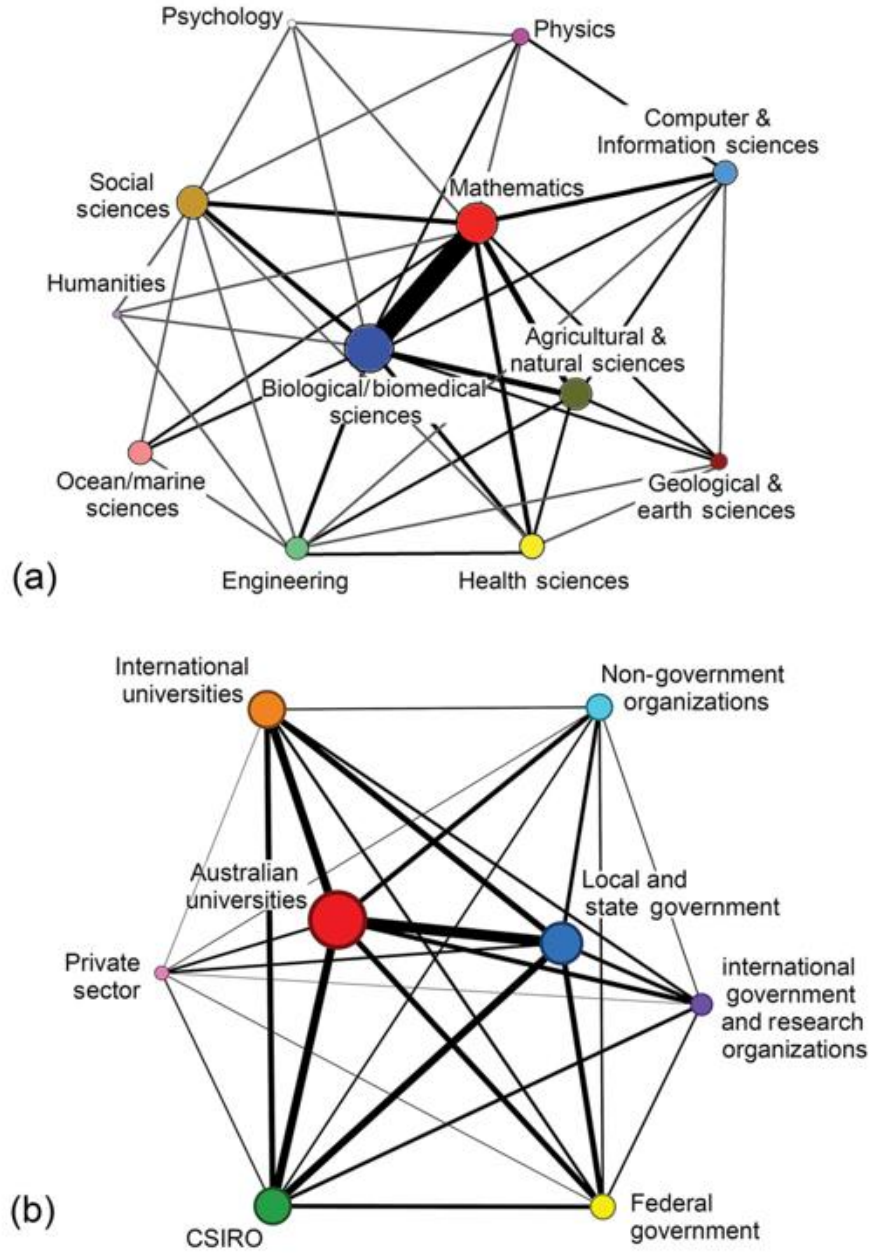 Psychology
Physics
Computer &
Information sciences
Social
sciences
Mathematics
Humanities
Agricultural &
natural sciences
Biological/biomedical
sciences
Ocean/marine
sciences
Geological &
earth sciences
(a)
Engineering
Health sciences
International
universities
Non-government
organizations
Australian
universities
Local and
state government
Private
sector
international
government
and research
organizations
(b)
CSIRO
Federal
government